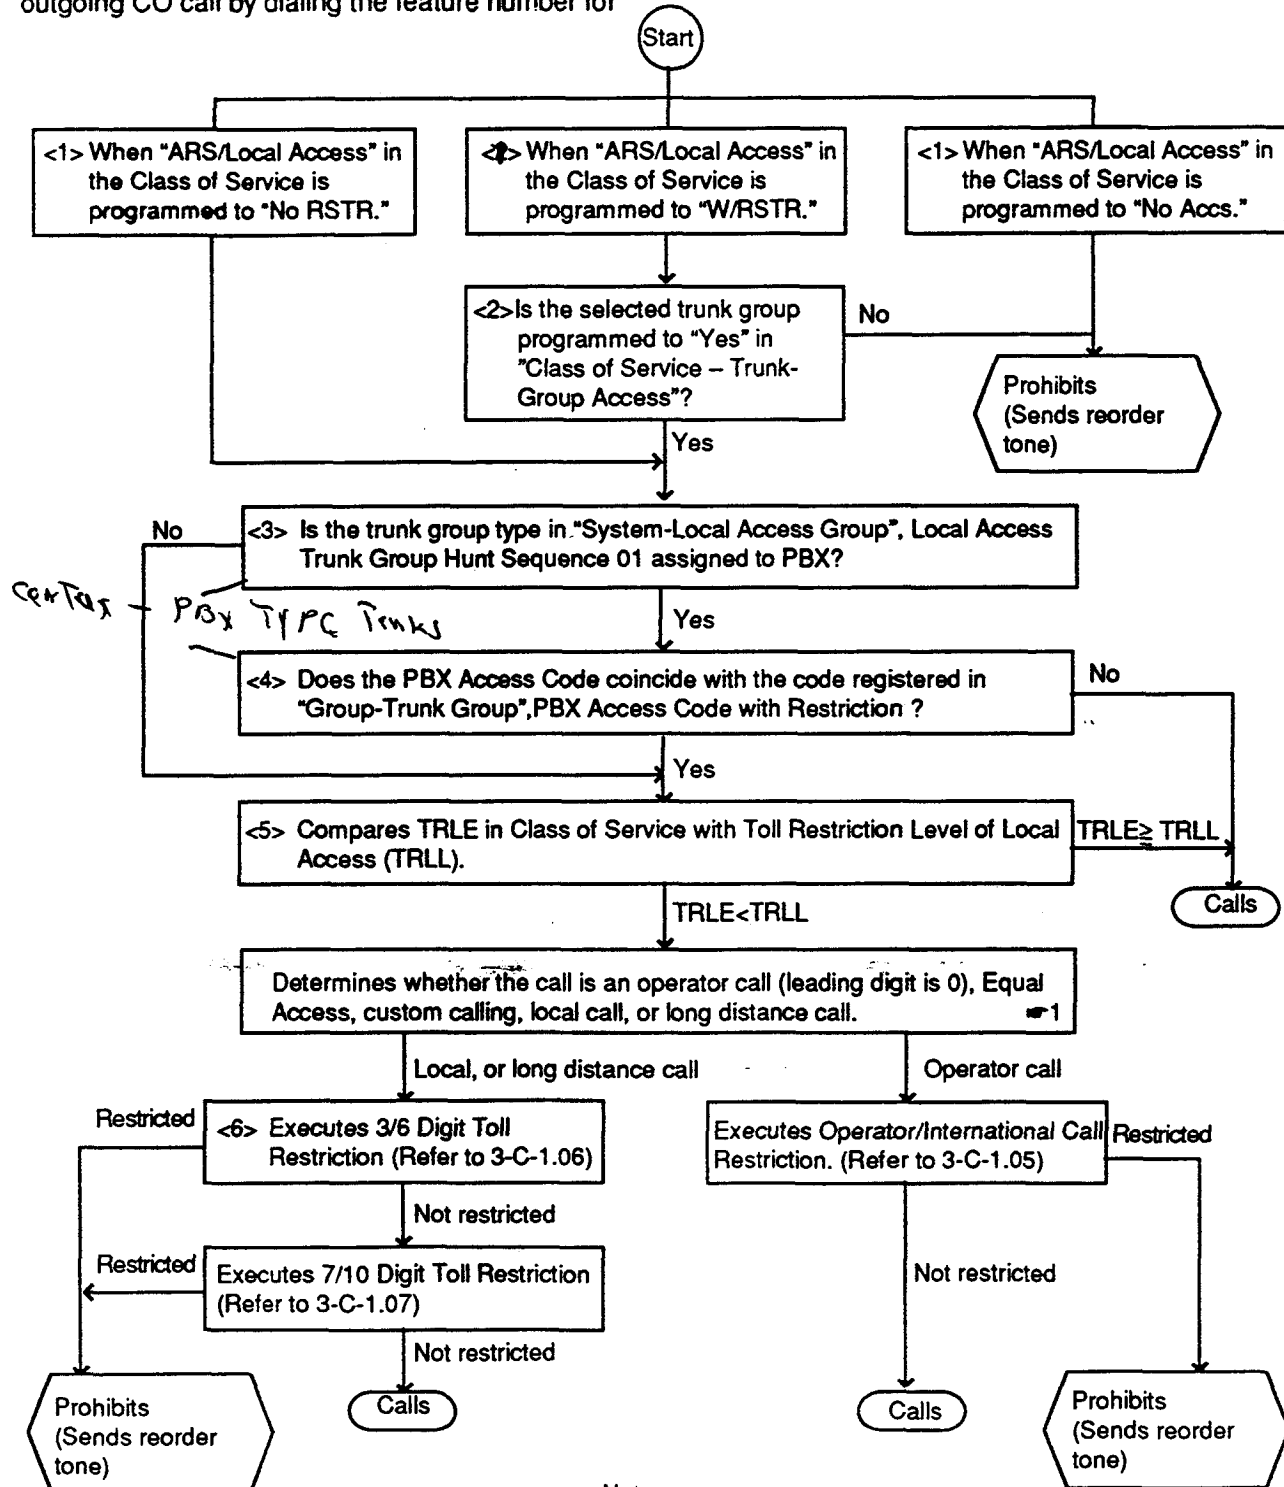 outgoing CO call by dialing the feature number for
Start
<1> When "ARS/Local Access" in
the Class of Service is
programmed to "No RSTR."
When "ARS/Local Access" in
the Class of Service is
programmed to "W/RSTR."
<1> When "ARS/Local Access" in
the Class of Service is
programmed to "No Accs."
<2>Is the selected trunk group
programmed to "Yes" in
"Class of Service – Trunk-
Group Access"?
No
Prohibits
(Sends reorder
tone)
Yes
No
<3> Is the trunk group type in "System-Local Access Group", Local Access
Trunk Group Hunt Sequence 01 assigned to PBX?
PBX TYPE Trnks
Yes
<4> Does the PBX Access Code coincide with the code registered in
"Group-Trunk Group",PBX Access Code with Restriction ?
No
Yes
<5> Compares TRLE in Class of Service with Toll Restriction Level of Local
Access (TRLL).
TRLE≧ TRLL
Calls
TRLE<TRLL
Determines whether the call is an operator call (leading digit is 0), Equal
Access, custom calling, local call, or long distance call. ☛1
Local, or long distance call
Operator call
Restricted
<6> Executes 3/6 Digit Toll
Restriction (Refer to 3-C-1.06)
Executes Operator/International Call
Restriction. (Refer to 3-C-1.05)
Restricted
Not restricted
Restricted
Executes 7/10 Digit Toll Restriction
(Refer to 3-C-1.07)
Not restricted
Not restricted
Prohibits
(Sends reorder
tone)
Calls
Calls
Prohibits
(Sends reorder
tone)